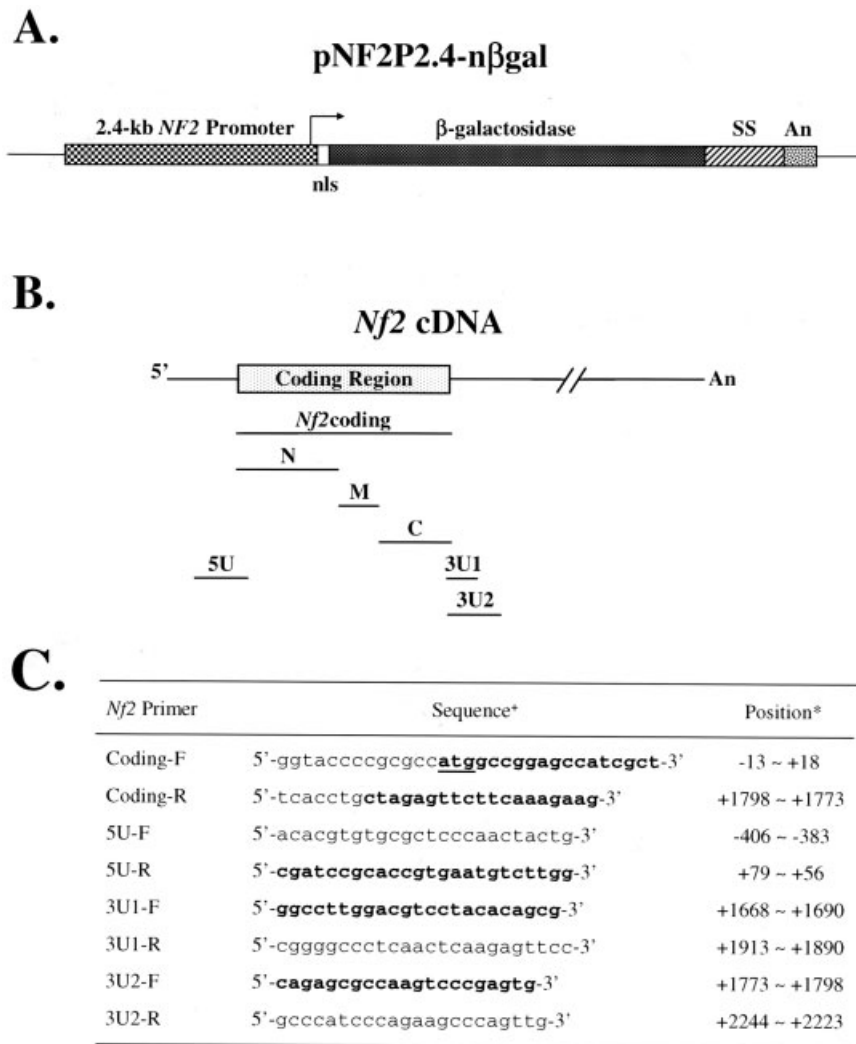 A.
pNF2P2.4-nβgal
2.4-kb NF2 Promoter β-galactosidase SS An
nls
B.
Nf2 cDNA
5' Coding Region An
Nf2coding
N
M
C
5U 3U1
3U2
C.
Nf2 Primer Sequence+ Position*
Coding-F 5'-ggtaccccgcgccatggccggagccatcgct-3' -13 ~ +18
Coding-R 5'-tcacctgctagagttcttcaaagaag-3' +1798 ~ +1773
5U-F 5'-acacgtgtgcgctcccaactactg-3' -406 ~ -383
5U-R 5'-cgatccgcaccgtgaatgtcttgg-3' +79 ~ +56
3U1-F 5'-ggccttggacgtcctacacagcg-3' +1668 ~ +1690
3U1-R 5'-cggggccctcaactcaagagttcc-3' +1913 ~ +1890
3U2-F 5'-cagagcgccaagtcccgagtg-3' +1773 ~ +1798
3U2-R 5'-gcccatcccagaagcccagttg-3' +2244 ~ +2223